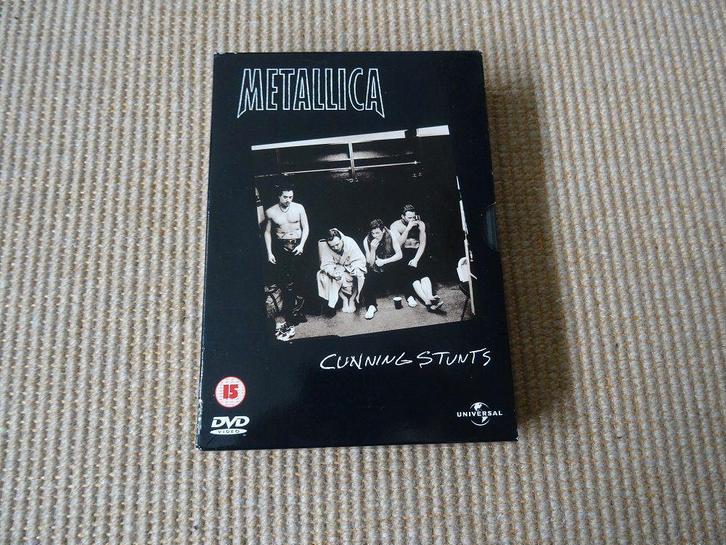 METALLICA
CUNNING STUNTS
15
DVD
VIDEO
UNIVERSAL